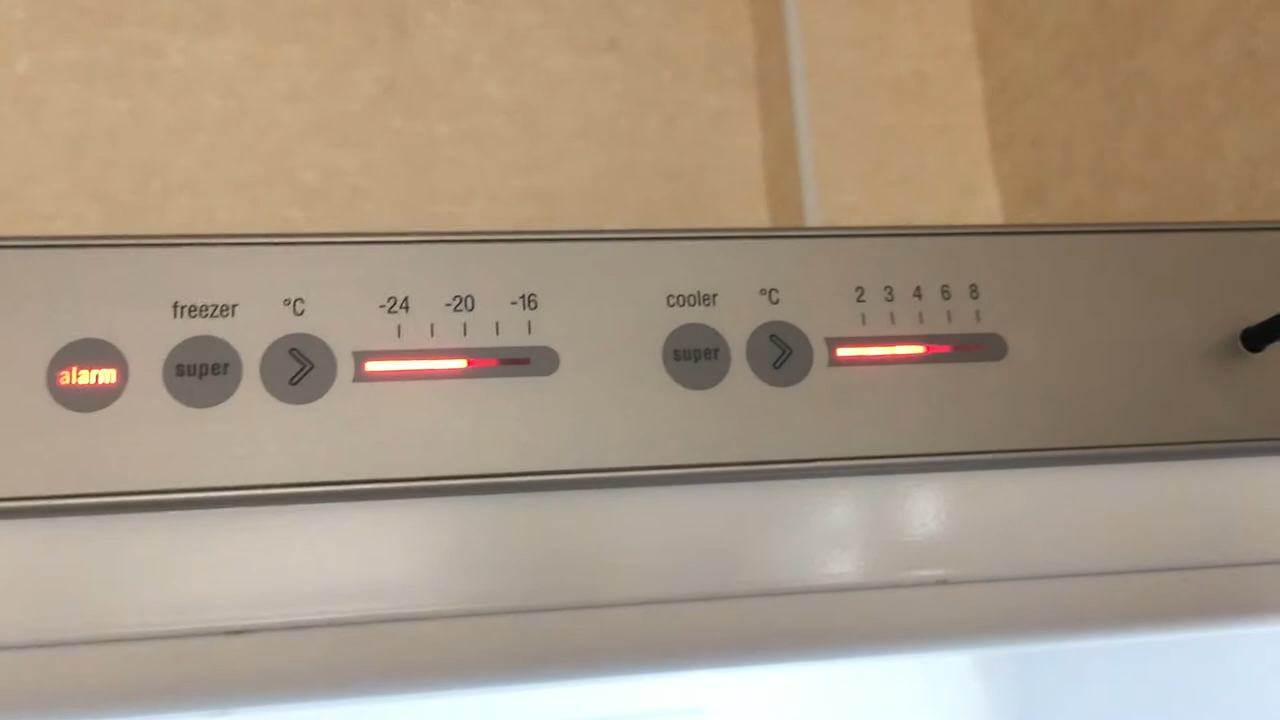 alarm
freezer
super
°C
-24 -20 -16
cooler
super
°C
2 3 4 6 8